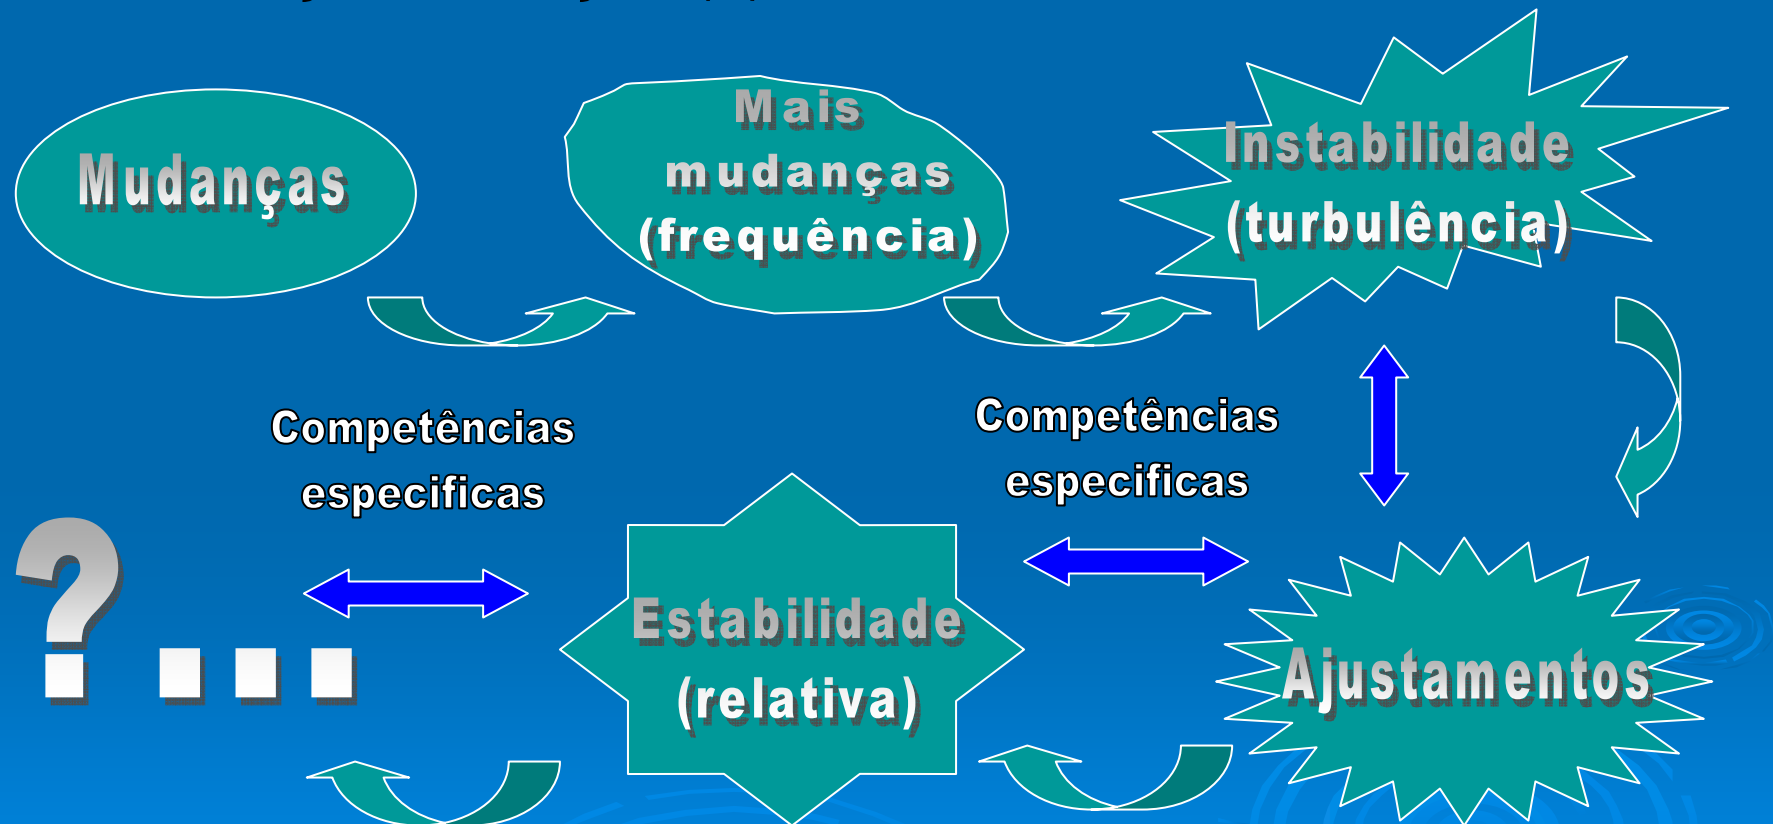 Mudanças
Mais
mudanças
(frequência)
Instabilidade
(turbulência)
Competências
especificas
Competências
especificas
?...
Estabilidade
(relativa)
Ajustamentos